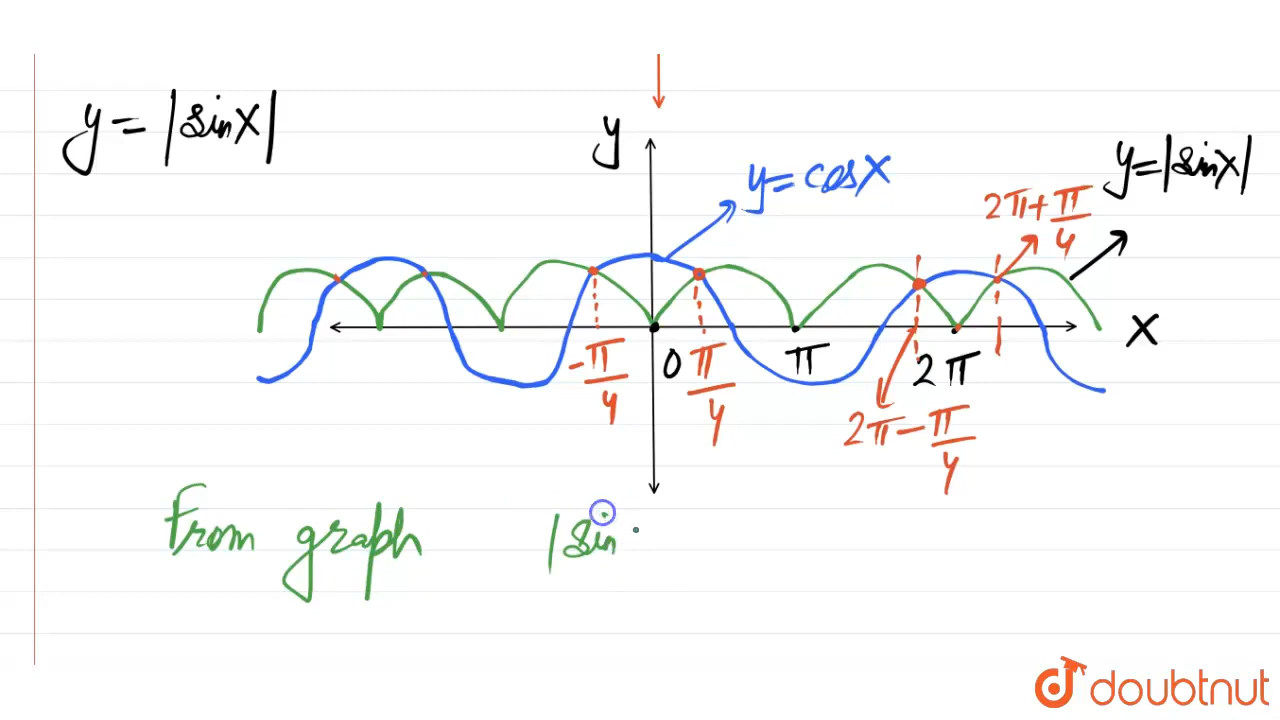 y = |sinx|
y
y = cosx
y = |sinx|
2π + π/4
x
-π/4
0
π/4
π
2π
2π - π/4
From graph |sin
doubtnut